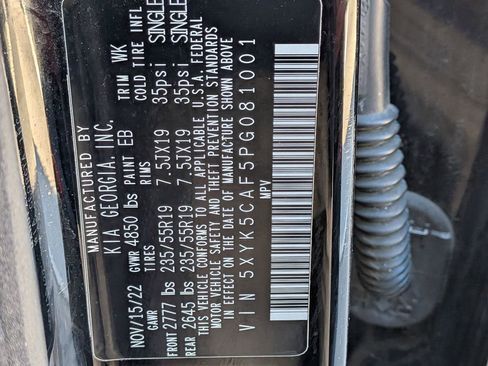 MANUFACTURED BY
KIA GEORGIA, INC.
NOV/15/22 GVWR 4850 lbs PAINT EB TRIM WK
GAWR TIRES RIMS COLD TIRE INFL
FRONT 2777 lbs 235/55R19 7.5JX19 35psi SINGLE
REAR 2645 lbs 235/55R19 7.5JX19 35psi SINGLE
THIS VEHICLE CONFORMS TO ALL APPLICABLE U.S.A. FEDERAL
MOTOR VEHICLE SAFETY AND THEFT PREVENTION STANDARDS
IN EFFECT ON THE DATE OF MANUFACTURE SHOWN ABOVE
VIN 5XYK5CAF5PG081001
MPV